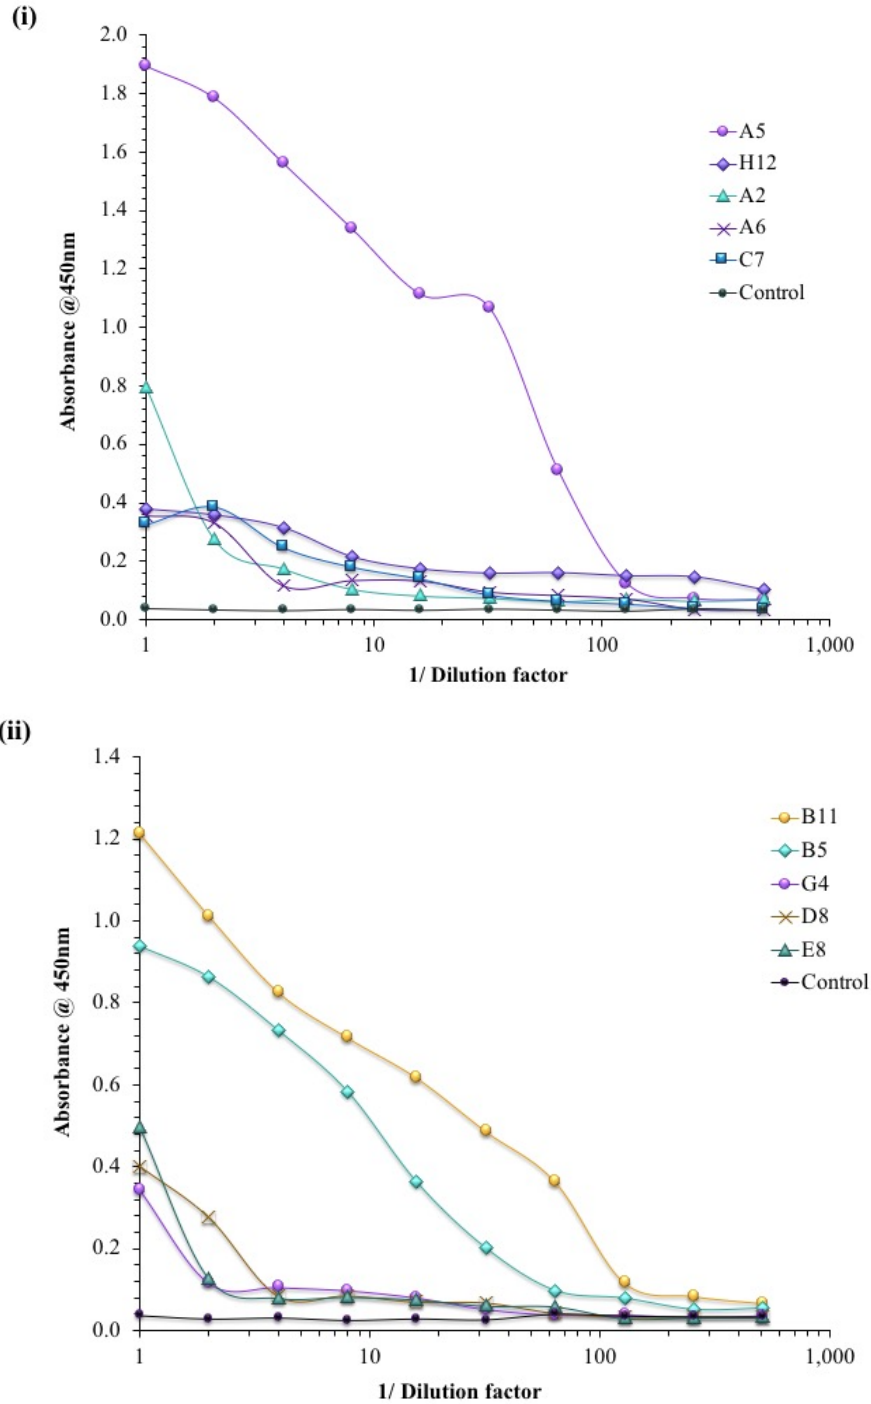 (i)
2.0
1.8
1.6
1.4
1.2
1.0
0.8
0.6
0.4
0.2
0.0
Absorbance @450nm
1
10
100
1,000
1/ Dilution factor
A5
H12
A2
A6
C7
Control
(ii)
1.4
1.2
1.0
0.8
0.6
0.4
0.2
0.0
Absorbance @ 450nm
1
10
100
1,000
1/ Dilution factor
B11
B5
G4
D8
E8
Control